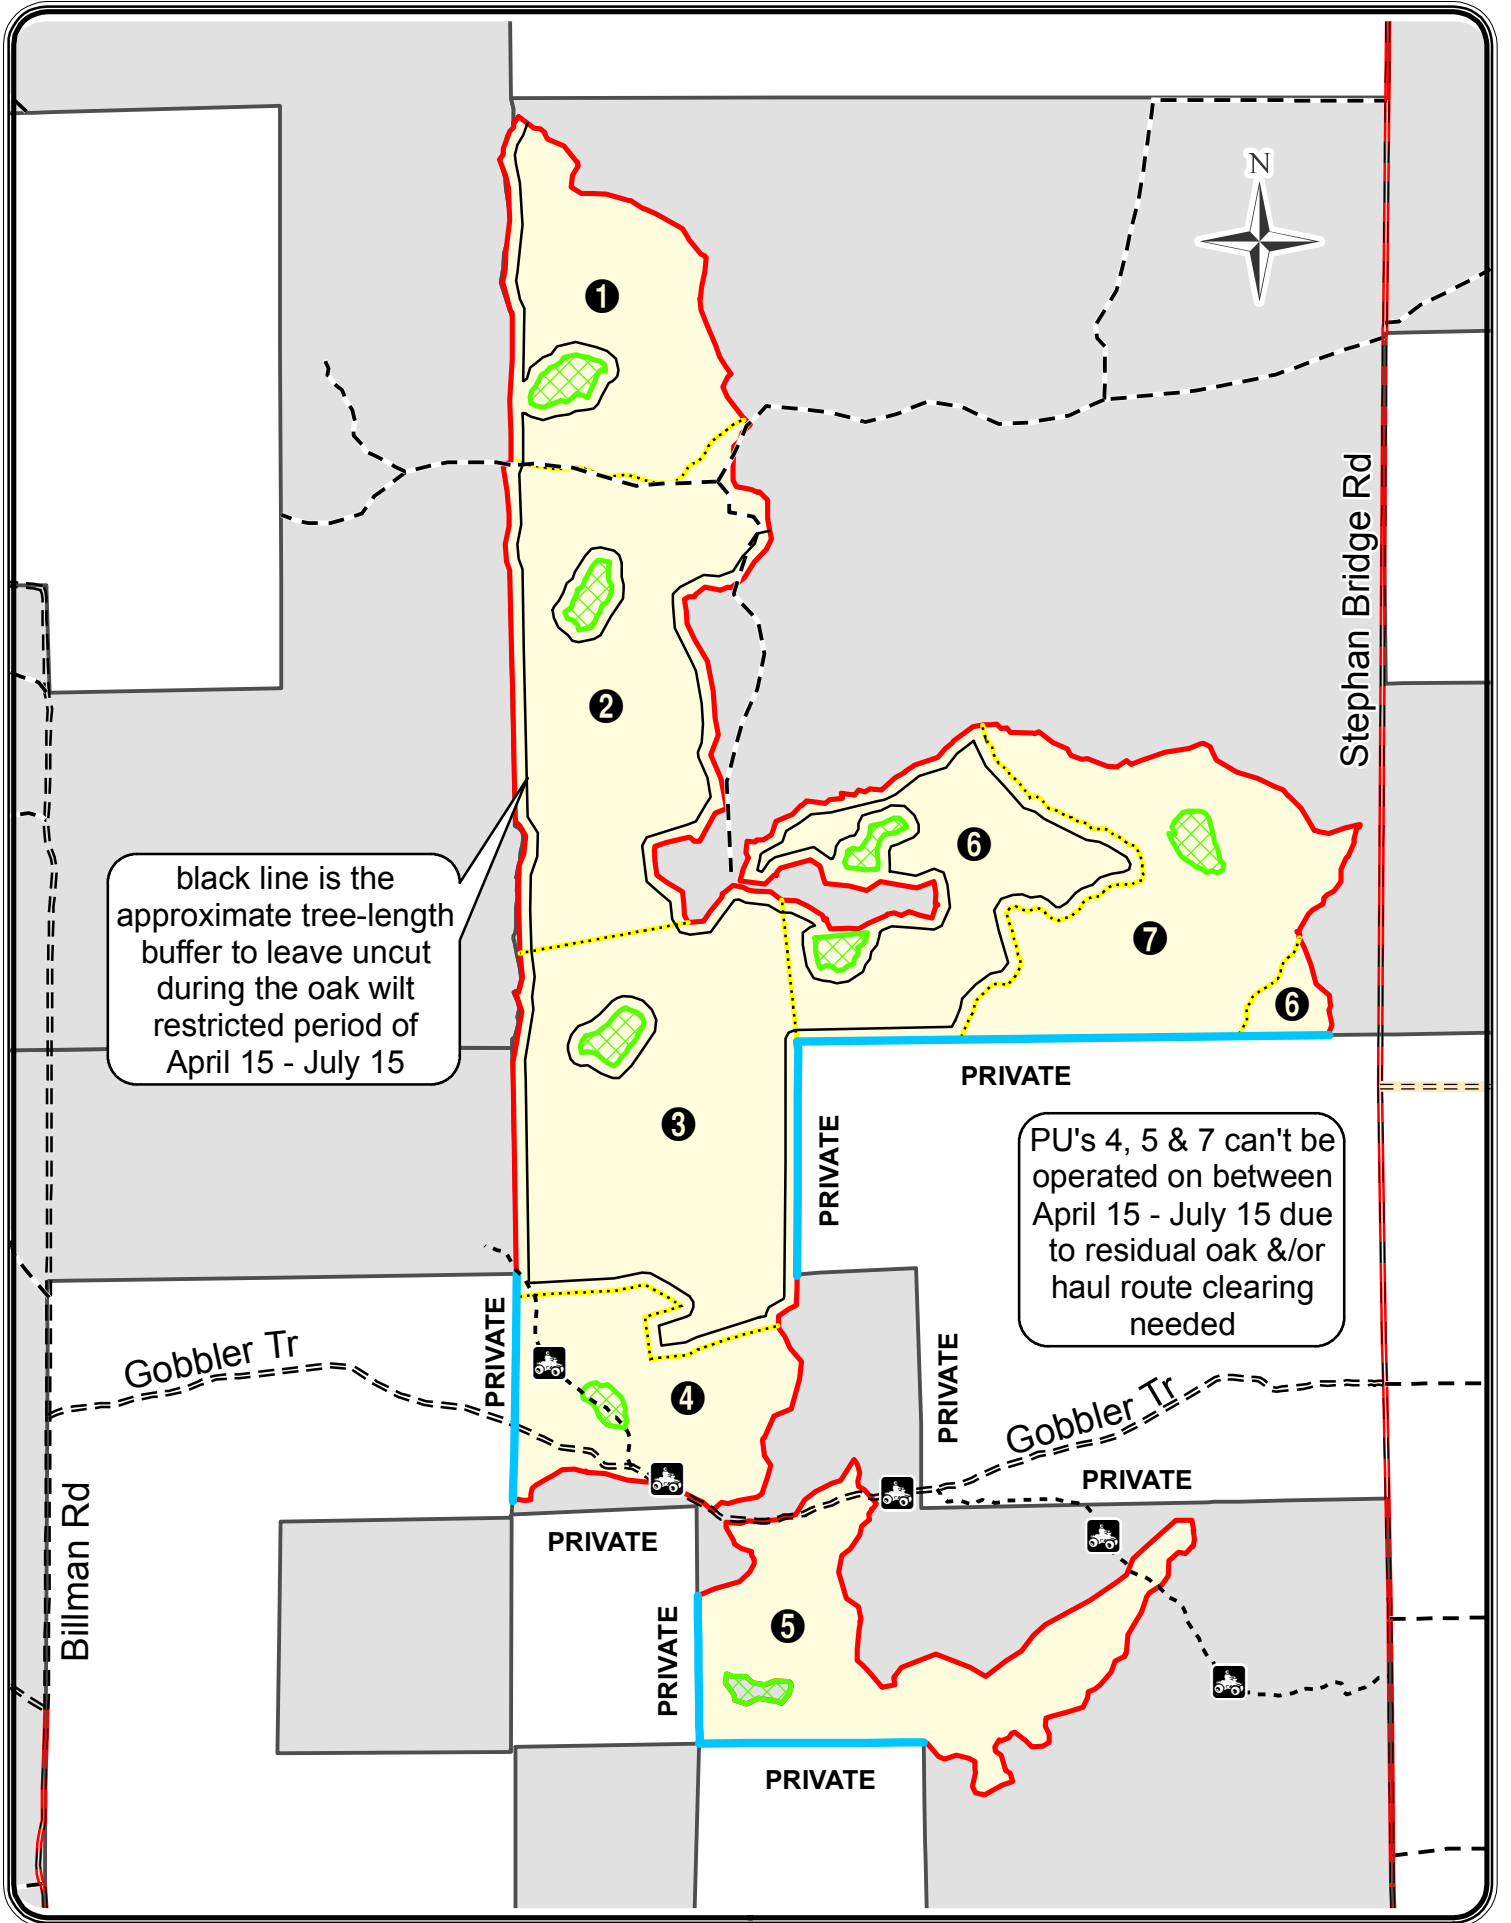 N
1
2
Stephan Bridge Rd
6
black line is the
approximate tree-length
buffer to leave uncut
during the oak wilt
restricted period of
April 15 - July 15
7
6
PRIVATE
3
PRIVATE
PU's 4, 5 & 7 can't be
operated on between
April 15 - July 15 due
to residual oak &/or
haul route clearing
needed
Gobbler Tr
PRIVATE
4
PRIVATE
Gobbler Tr
PRIVATE
Billman Rd
PRIVATE
5
PRIVATE
PRIVATE